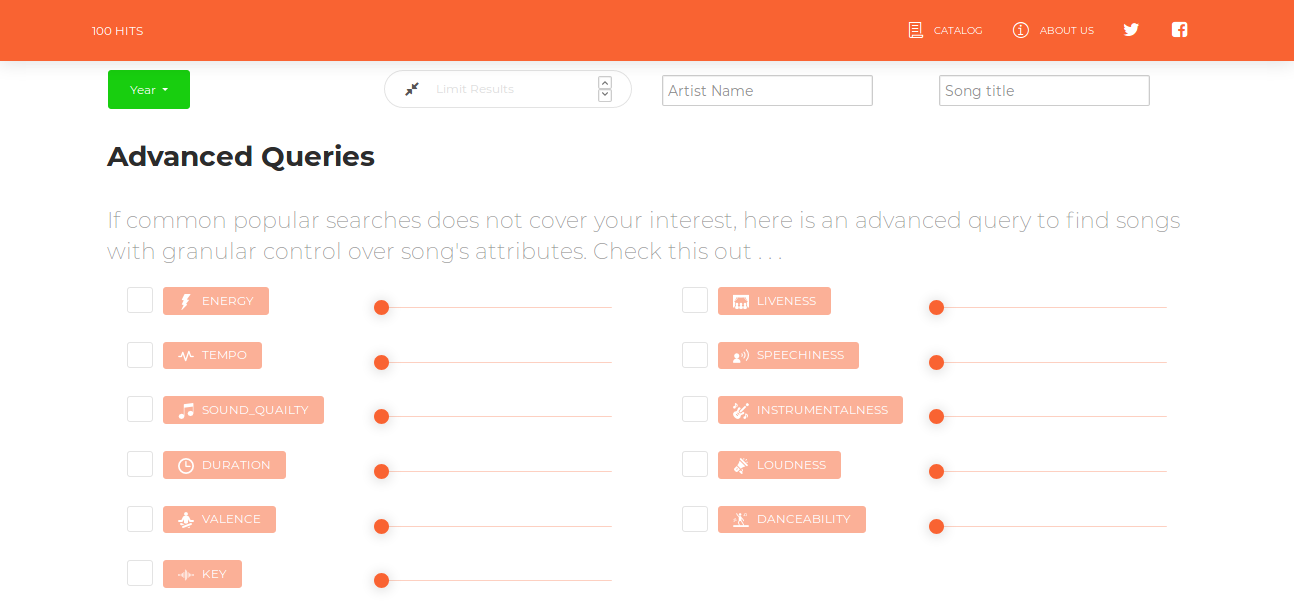 100 HITS
CATALOG
ABOUT US
Year
Limit Results
Artist Name
Song title
Advanced Queries
If common popular searches does not cover your interest, here is an advanced query to find songs
with granular control over song's attributes. Check this out . . .
ENERGY
LIVENESS
TEMPO
SPEECHINESS
SOUND_QUAILTY
INSTRUMENTALNESS
DURATION
LOUDNESS
VALENCE
DANCEABILITY
KEY